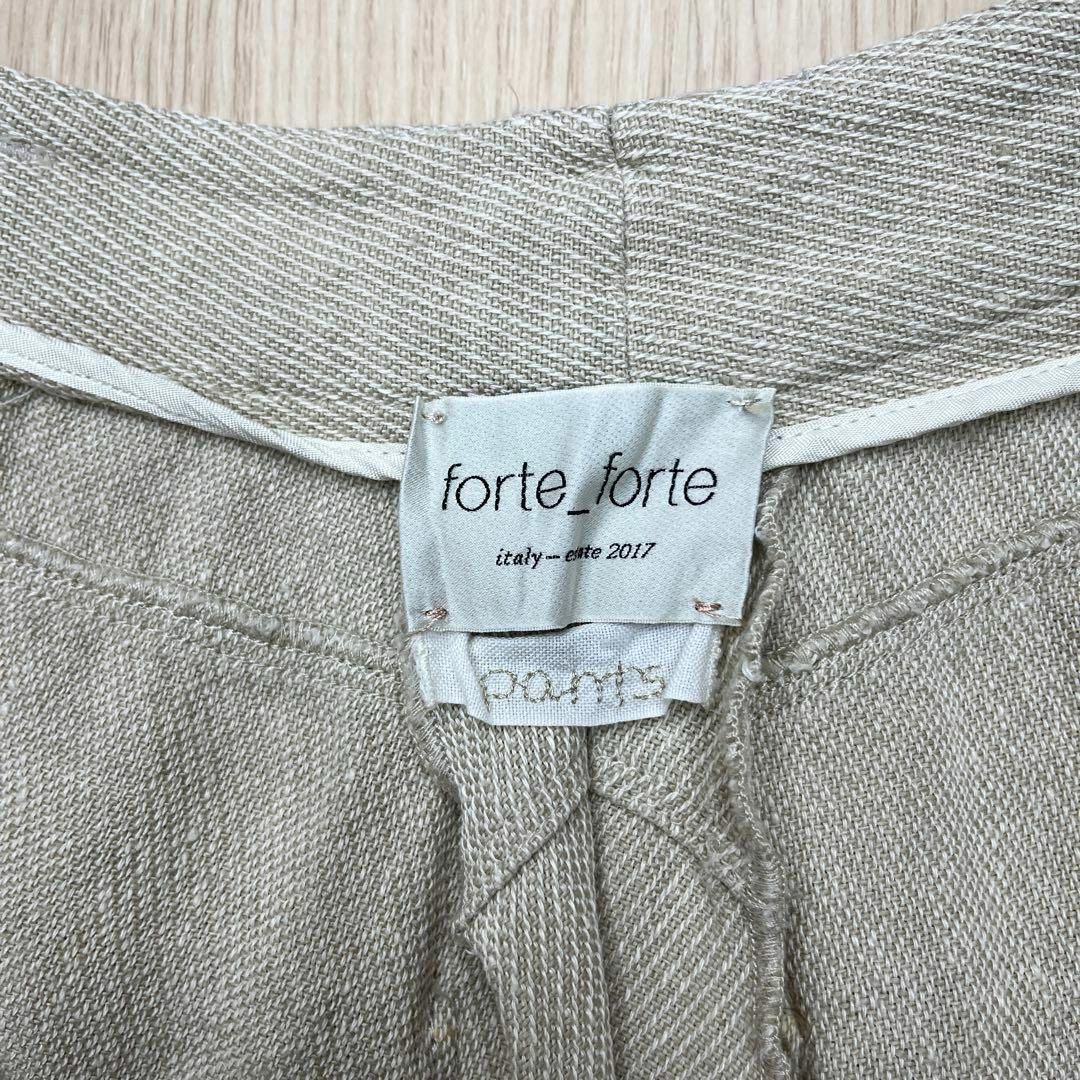 forte_forte
italy – estate 2017
pants